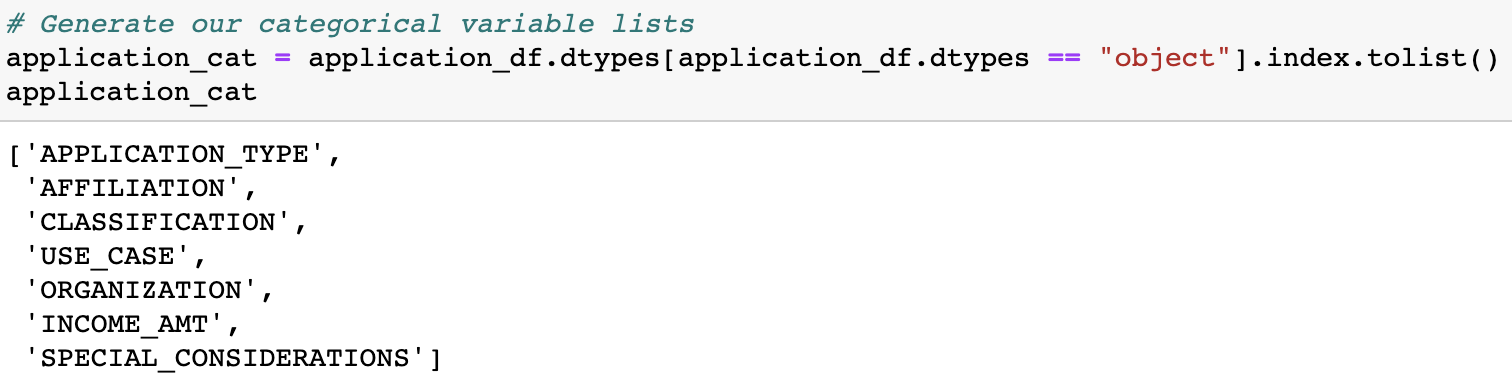 # Generate our categorical variable lists
application_cat = application_df.dtypes[application_df.dtypes == "object"].index.tolist()
application_cat
['APPLICATION_TYPE',
 'AFFILIATION',
 'CLASSIFICATION',
 'USE_CASE',
 'ORGANIZATION',
 'INCOME_AMT',
 'SPECIAL_CONSIDERATIONS']